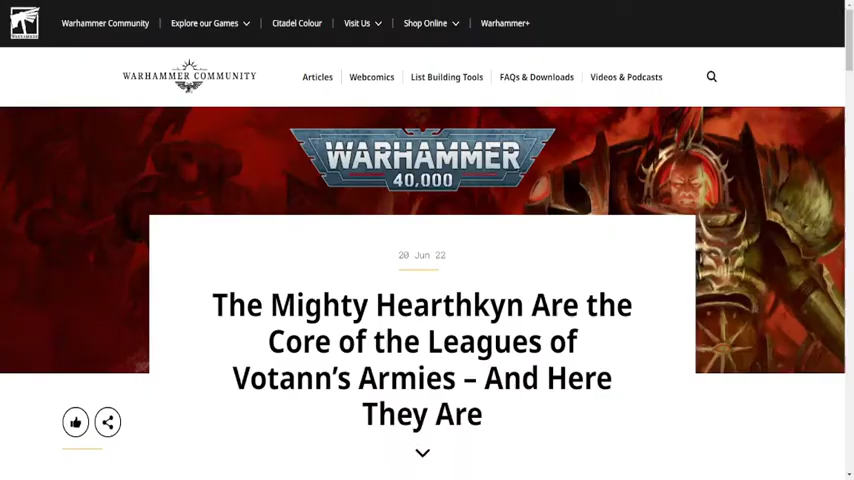 Warhammer Community
Explore our Games
Citadel Colour
Visit Us
Shop Online
Warhammer+
WARHAMMER COMMUNITY
Articles
Webcomics
List Building Tools
FAQs & Downloads
Videos & Podcasts
WARHAMMER
40,000
20 Jun 22
The Mighty Hearthkyn Are the
Core of the Leagues of
Votann's Armies – And Here
They Are